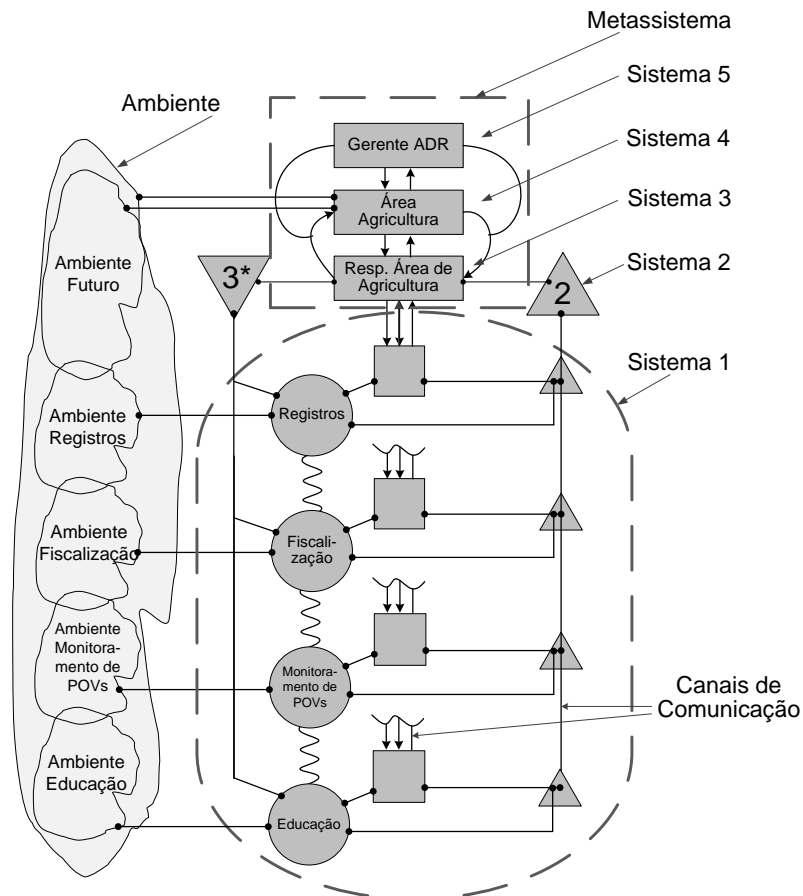 Metassistema
Sistema 5
Ambiente
Gerente ADR
Sistema 4
Área
Agricultura
Sistema 3
Ambiente
Futuro
3*
Resp. Área de
Agricultura
2
Sistema 2
Sistema 1
Ambiente
Registros
Registros
Ambiente
Fiscalização
Fiscali-
zação
Ambiente
Monitora-
mento de
POVs
Monitora-
mento de
POVs
Canais de
Comunicação
Ambiente
Educação
Educação